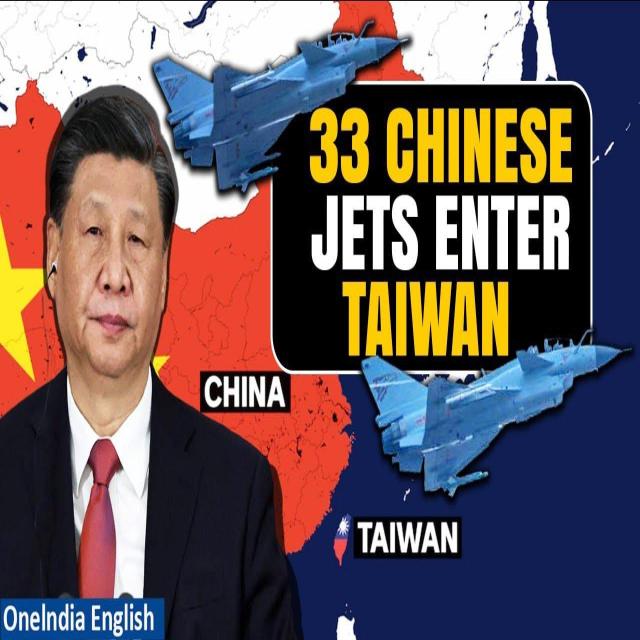 33 CHINESE
JETS ENTER
TAIWAN
CHINA
TAIWAN
OneIndia English